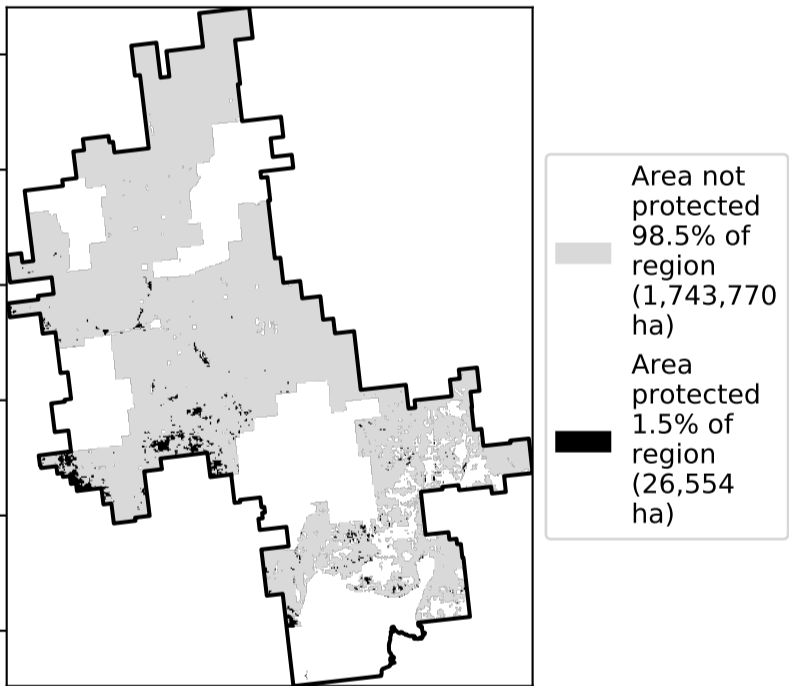 Area not
protected
98.5% of
region
(1,743,770
ha)
Area
protected
1.5% of
region
(26,554
ha)